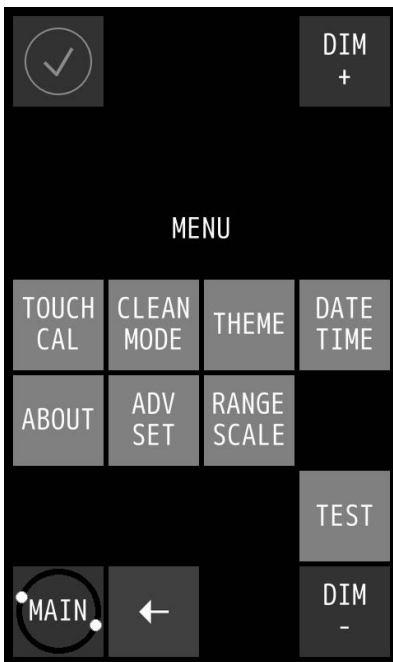 DIM
+
MENU
TOUCH CAL
CLEAN MODE
THEME
DATE TIME
ABOUT
ADV SET
RANGE SCALE
TEST
MAIN
←
DIM
-